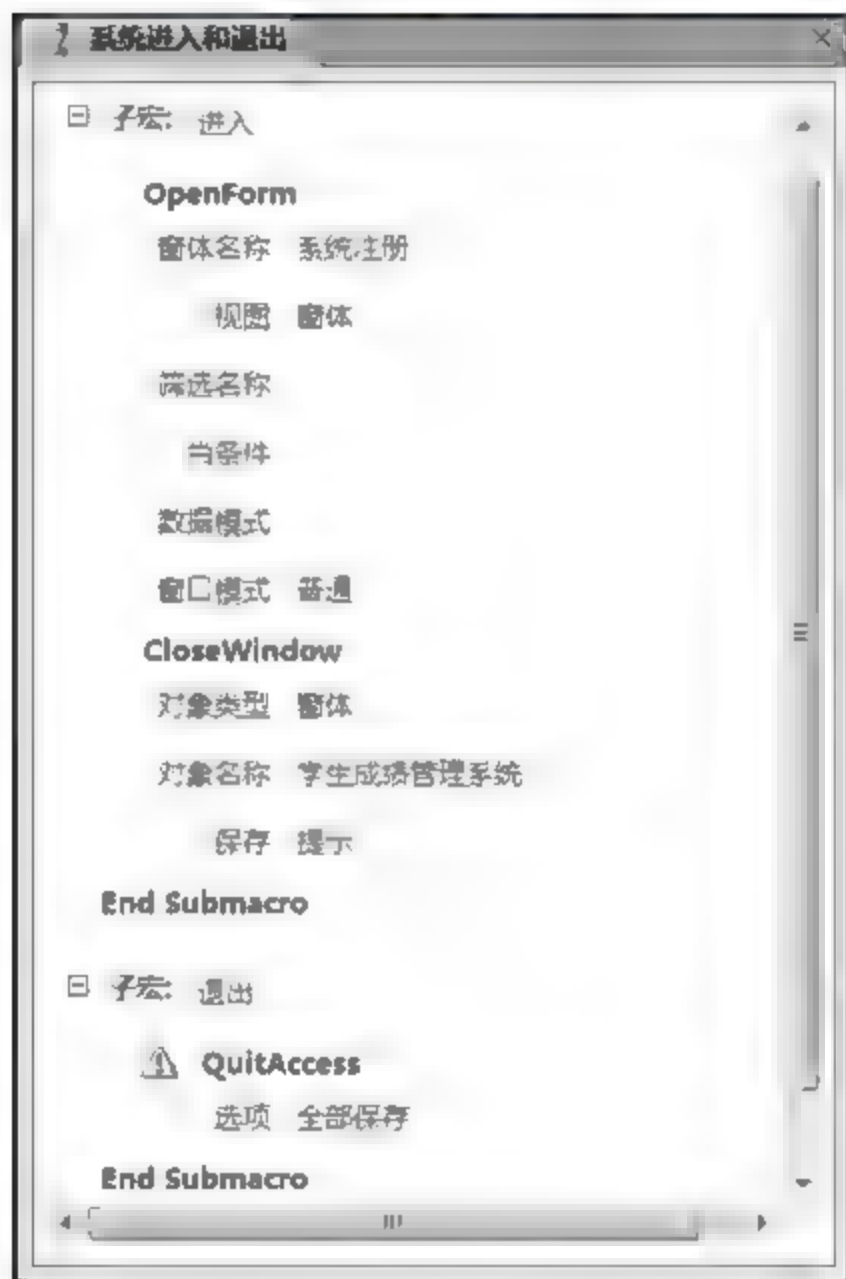 系统进入和退出
子宏: 进入
OpenForm
窗体名称 系统注册
视图 窗体
筛选名称
当条件
数据模式
窗口模式 普通
CloseWindow
对象类型 窗体
对象名称 学生成绩管理系统
保存 提示
End Submacro
子宏: 退出
QuitAccess
选项 全部保存
End Submacro